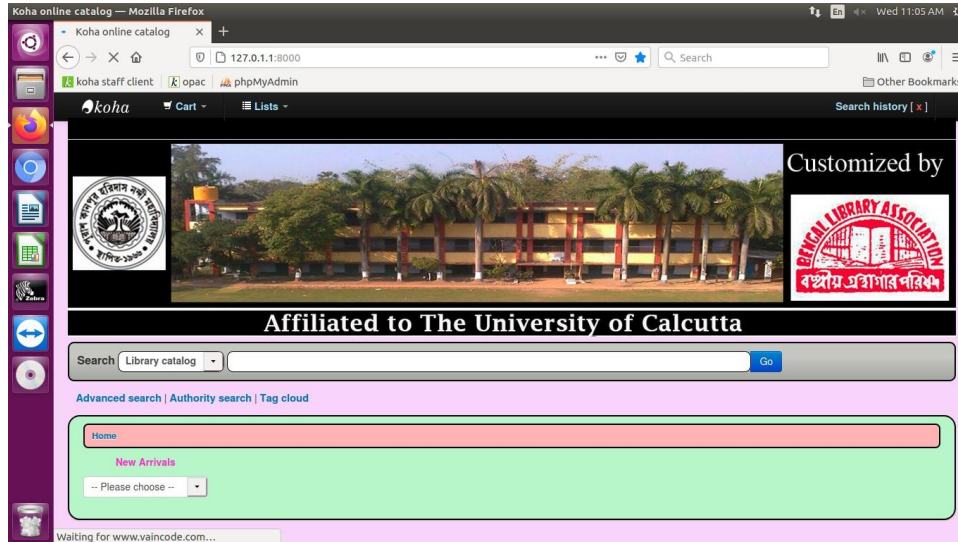 Koha online catalog — Mozilla Firefox
En
Wed 11:05 AM
Koha online catalog
127.0.1.1:8000
Search
koha staff client
opac
phpMyAdmin
Other Bookmark
koha
Cart
Lists
Search history [ x ]
Customized by
BENGAL LIBRARY ASSOCIATION
বঙ্গীয় গ্রন্থাগার পরিষদ
Affiliated to The University of Calcutta
Search
Library catalog
Go
Advanced search | Authority search | Tag cloud
Home
New Arrivals
-- Please choose --
Zebra
Waiting for www.vaincode.com...